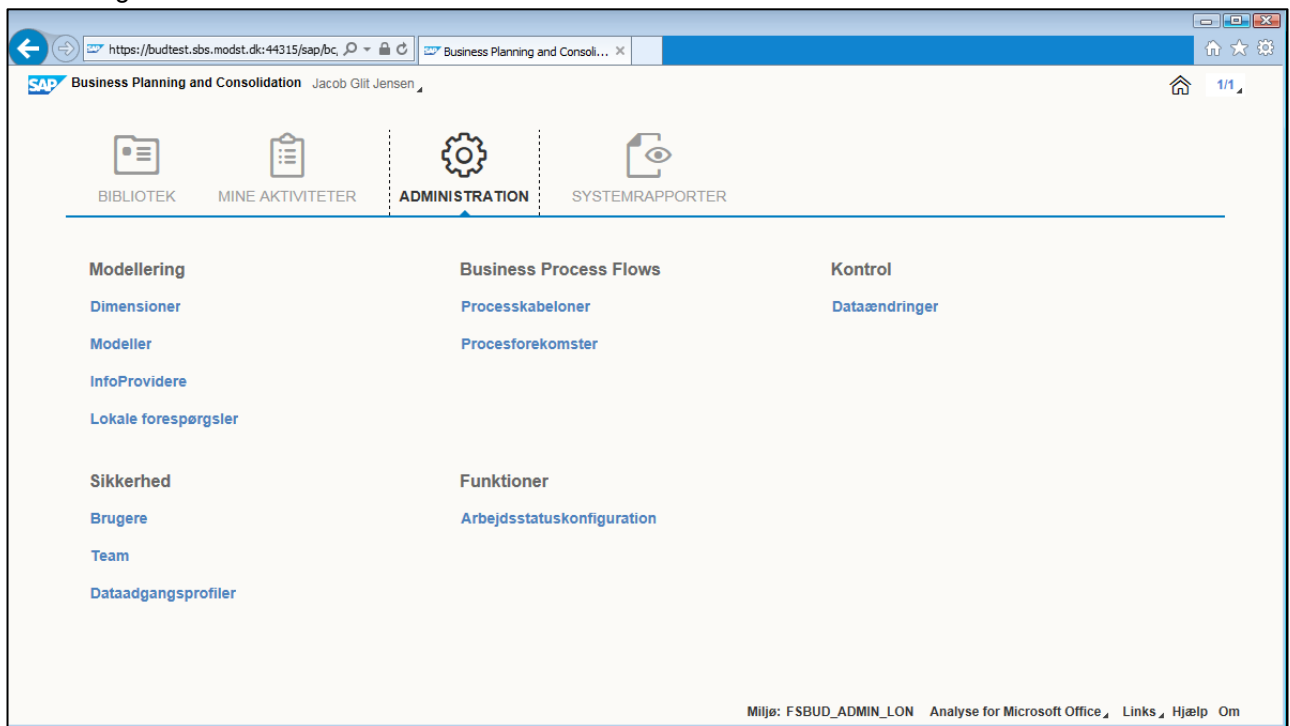 https://budtest.sbs.modst.dk:44315/sap/bc,
Business Planning and Consoli...
SAP Business Planning and Consolidation Jacob Glit Jensen
1/1
BIBLIOTEK MINE AKTIVITETER ADMINISTRATION SYSTEMRAPPORTER
Modellering Business Process Flows Kontrol
Dimensioner Processkabeloner Dataændringer
Modeller Procesforekomster
InfoProvidere
Lokale forespørgsler
Sikkerhed Funktioner
Brugere Arbejdsstatuskonfiguration
Team
Dataadgangsprofiler
Miljø: FSBUD_ADMIN_LON Analyse for Microsoft Office Links Hjælp Om